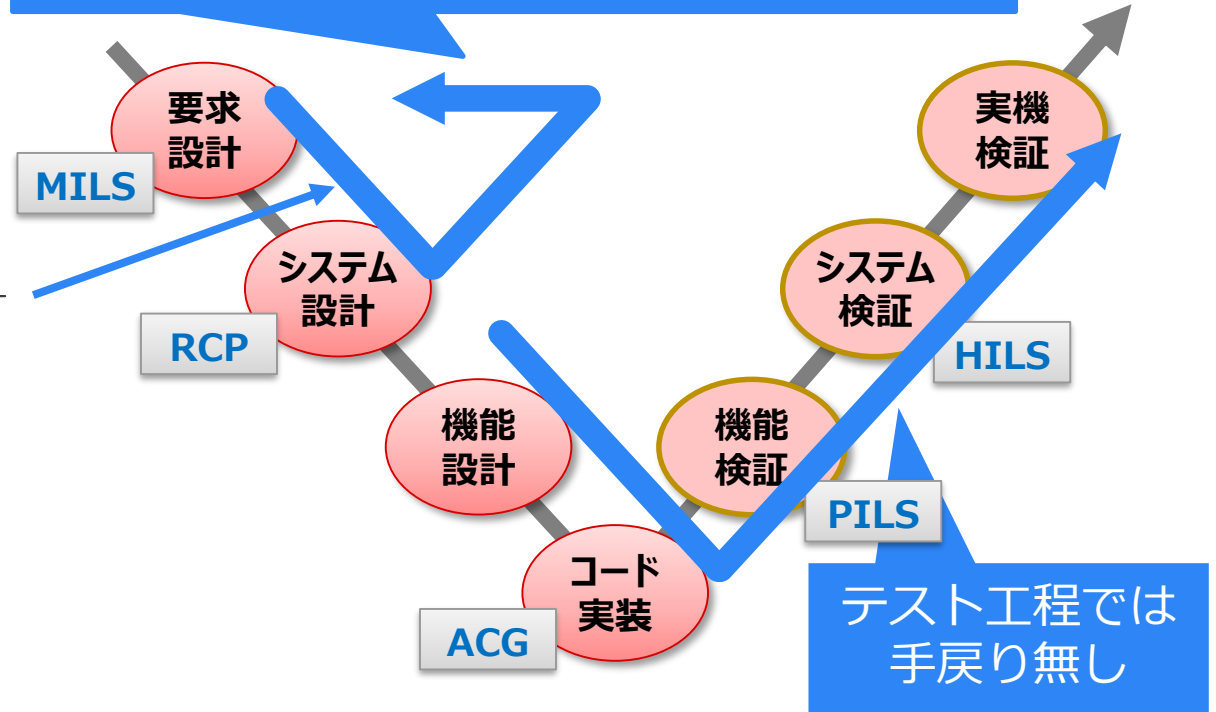 要求
設計
MILS
システム
設計
RCP
機能
設計
コード
実装
ACG
機能
検証
PILS
システム
検証
HILS
実機
検証
テスト工程では
手戻り無し